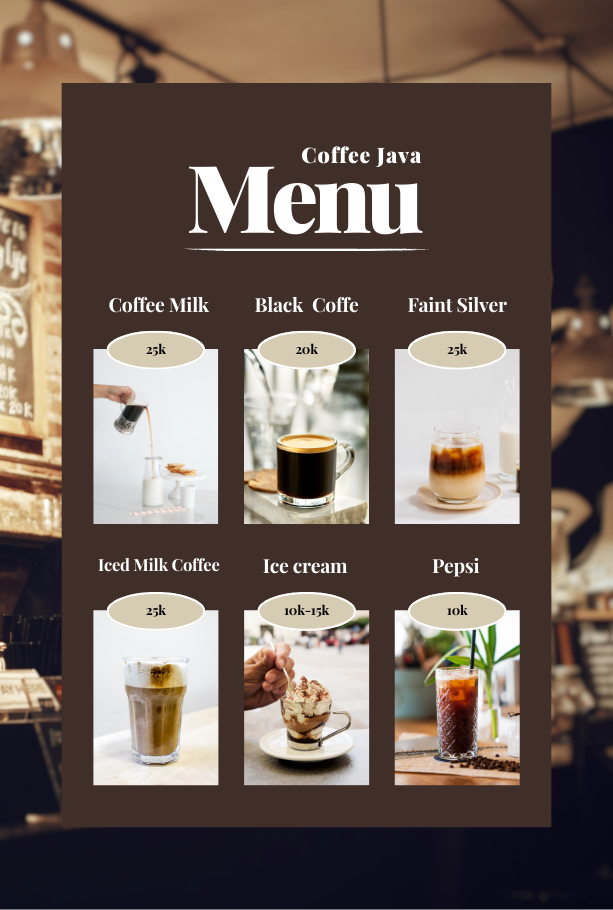 Coffee Java
Menu
Coffee Milk
Black  Coffe
Faint Silver
25k
20k
25k
Iced Milk Coffee
Ice cream
Pepsi
25k
10k-15k
10k